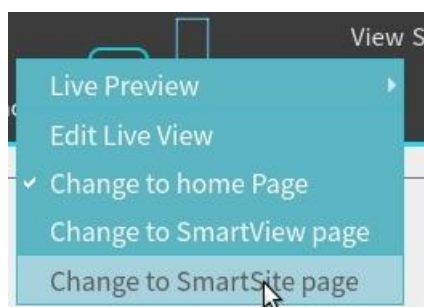 View S
Live Preview
Edit Live View
Change to home Page
Change to SmartView page
Change to SmartSite page